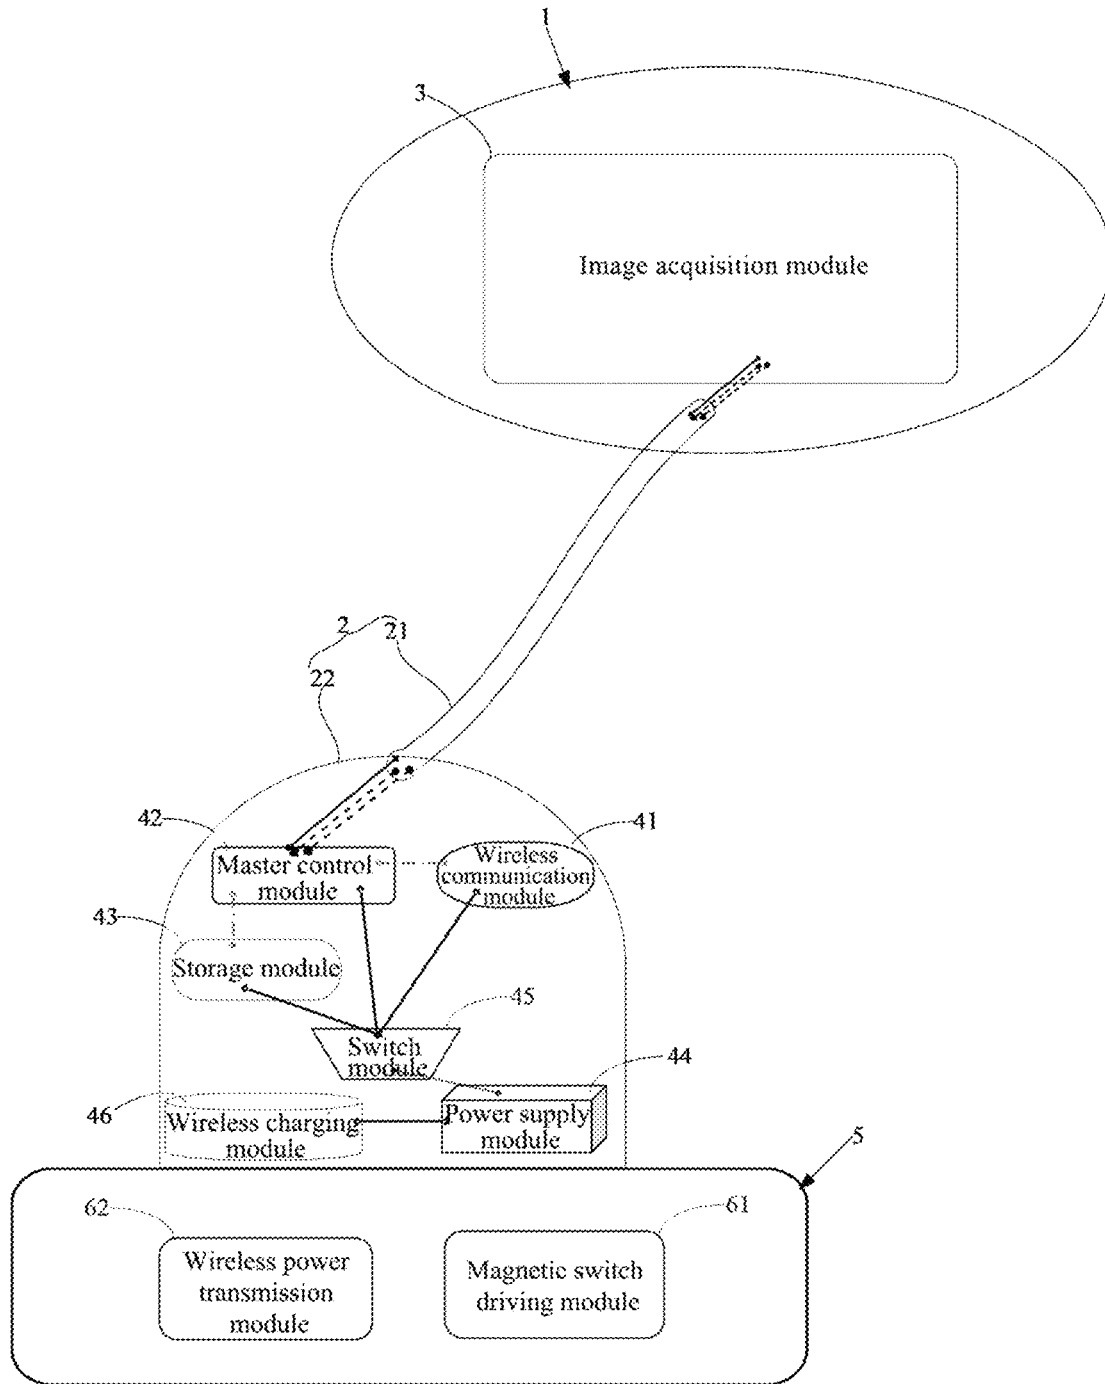 1
3
Image acquisition module
2
21
22
42
41
Master control
module
Wireless
communication
module
43
Storage module
45
Switch
module
44
46
Wireless charging
module
Power supply
module
5
62
61
Wireless power
transmission
module
Magnetic switch
driving module